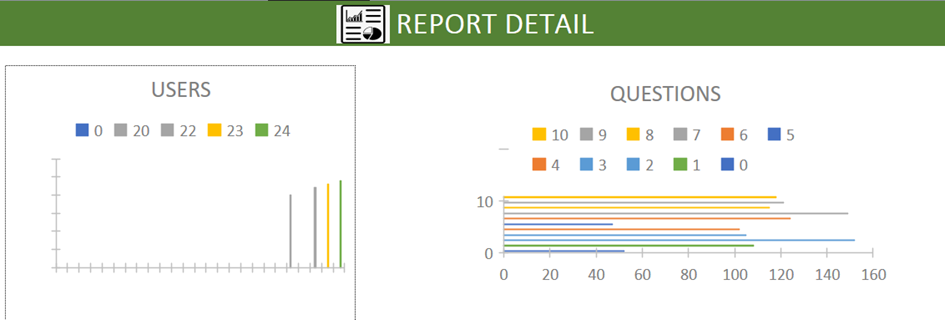 REPORT DETAIL
USERS
0 20 22 23 24
QUESTIONS
10 9 8 7 6 5
4 3 2 1 0
10
0
0 20 40 60 80 100 120 140 160